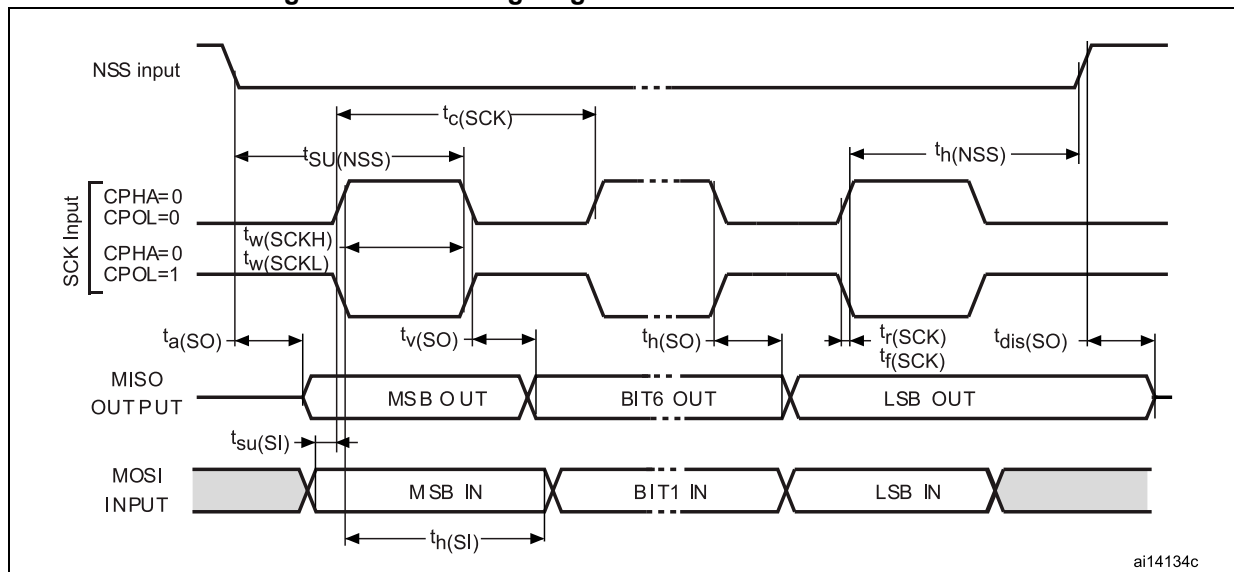 NSS input
tc(SCK)
tSU(NSS)
th(NSS)
SCK Input
CPHA=0
CPOL=0
CPHA=0
CPOL=1
tw(SCKH)
tw(SCKL)
ta(SO)
tv(SO)
th(SO)
tr(SCK)
tf(SCK)
tdis(SO)
MISO
OUTPUT
MSB OUT
BIT6 OUT
LSB OUT
tsu(SI)
MOSI
INPUT
MSB IN
BIT1 IN
LSB IN
th(SI)
ai14134c